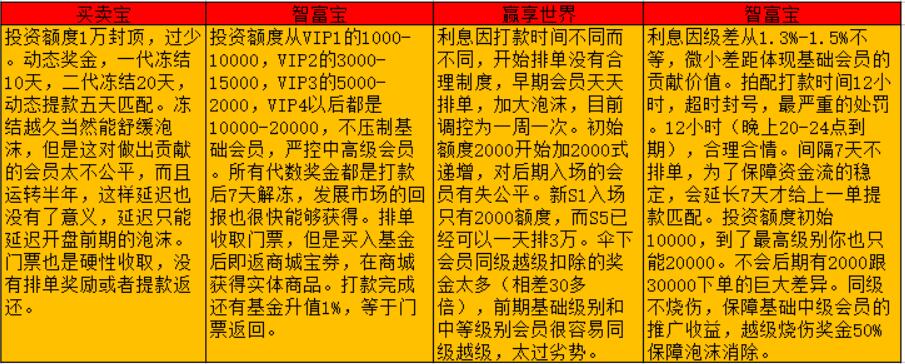 买卖宝
投资额度1万封顶，过少
。动态奖金，一代冻结
10天，二代冻结20天，
动态提款五天匹配。冻
结越久当然能舒缓泡
沫，但是这对做出贡献
的会员太不公平，而且
运转半年，这样延迟也
没有了意义，延迟只能
延迟开盘前期的泡沫。
门票也是硬性收取，没
有排单奖励或者提款返
还。
智富宝
投资额度从VIP1的1000-
10000，VIP2的3000-
15000，VIP3的5000-
2000，VIP4以后都是
10000-20000，不压制基
础会员，严控中高级会员。
所有代数奖金都是打款
后7天解冻，发展市场的回
报也很快能够获得。排单
收取门票，但是买入基金
后即返商城宝券，在商城
获得实体商品。打款完成
还有基金升值1%，等于门
票返回。
赢享世界
利息因打款时间不同而
不同，开始排单没有合
理制度，早期会员天天
排单，加大泡沫，目前
调控为一周一次。初始
额度2000开始加2000式
递增，对后期入场的会
员有失公平。新S1入场
只有2000额度，而S5已
经可以一天排3万。伞下
会员同级越级扣除的奖
金太多（相差30多
倍），前期基础级别和
中等级别会员很容易同
级越级，太过劣势。
智富宝
利息因级差从1.3%-1.5%不
等，微小差距体现基础会员的
贡献价值。拍配打款时间12小
时，超时封号，最严重的处罚
。12小时（晚上20-24点到
期），合理合情。间隔7天不
排单，为了保障资金流的稳
定，会延长7天才给上一单提
款匹配。投资额度初始
10000，到了最高级别你也只
能20000。不会后期有2000跟
30000下单的巨大差异。同级
不烧伤，保障基础中级会员的
推广收益，越级烧伤奖金50%
保障泡沫消除。